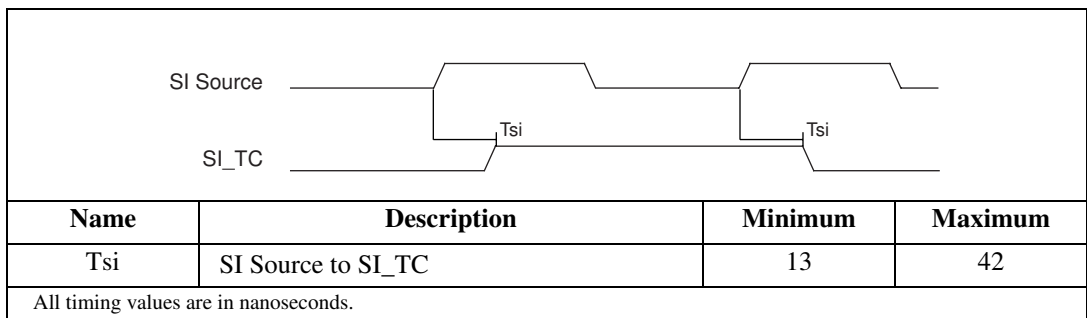 SI Source
Tsi Tsi
SI_TC
Name Description Minimum Maximum
Tsi SI Source to SI_TC 13 42
All timing values are in nanoseconds.